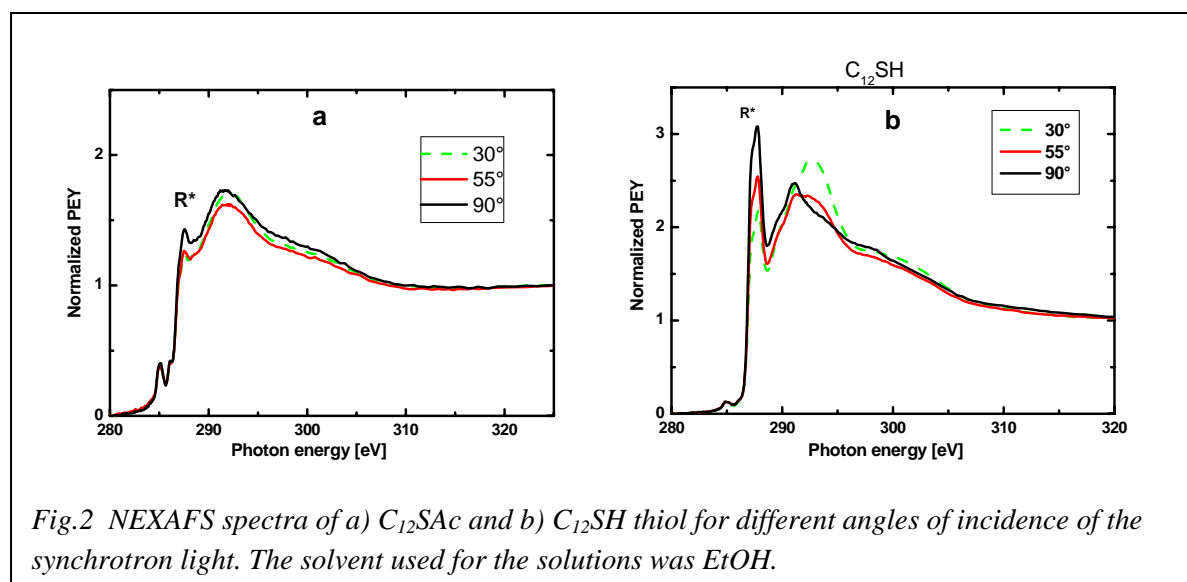 C₁₂SH
a
b
R*
R*
30°
55°
90°
30°
55°
90°
Normalized PEY
2
1
0
280 290 300 310 320
Photon energy [eV]
Normalized PEY
3
2
1
0
280 290 300 310 320
Photon energy [eV]
Fig.2 NEXAFS spectra of a) C₁₂SAc and b) C₁₂SH thiol for different angles of incidence of the
synchrotron light. The solvent used for the solutions was EtOH.